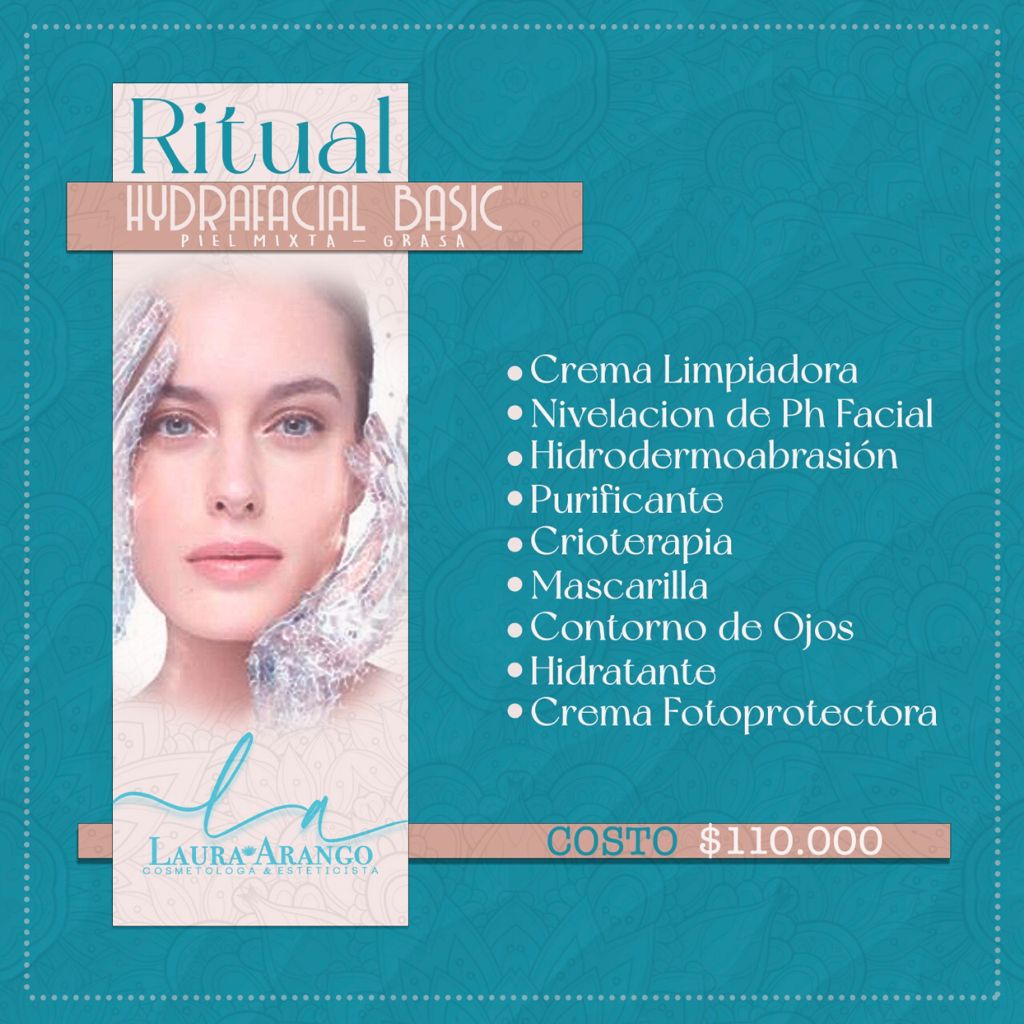 Ritual
HYDRAFACIAL BASIC
PIEL MIXTA – GRASA
• Crema Limpiadora
• Nivelacion de Ph Facial
• Hidrodermoabrasión
• Purificante
• Crioterapia
• Mascarilla
• Contorno de Ojos
• Hidratante
• Crema Fotoprotectora
la
LAURA ARANGO
COSMETOLOGA & ESTETICISTA
COSTO $110.000